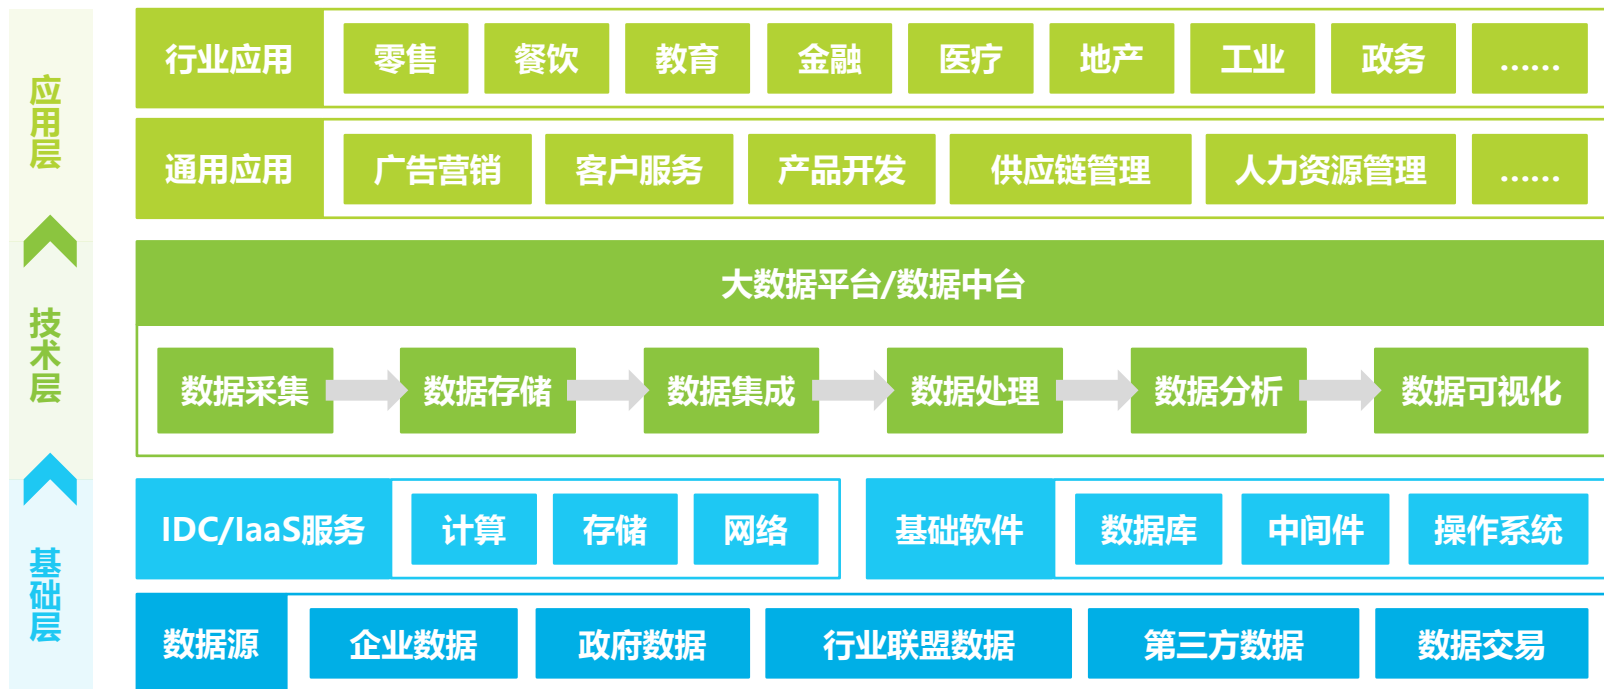 应用层
行业应用 零售 餐饮 教育 金融 医疗 地产 工业 政务 ……
通用应用 广告营销 客户服务 产品开发 供应链管理 人力资源管理 ……
技术层
大数据平台/数据中台
数据采集 数据存储 数据集成 数据处理 数据分析 数据可视化
基础层
IDC/IaaS服务 计算 存储 网络 基础软件 数据库 中间件 操作系统
数据源 企业数据 政府数据 行业联盟数据 第三方数据 数据交易